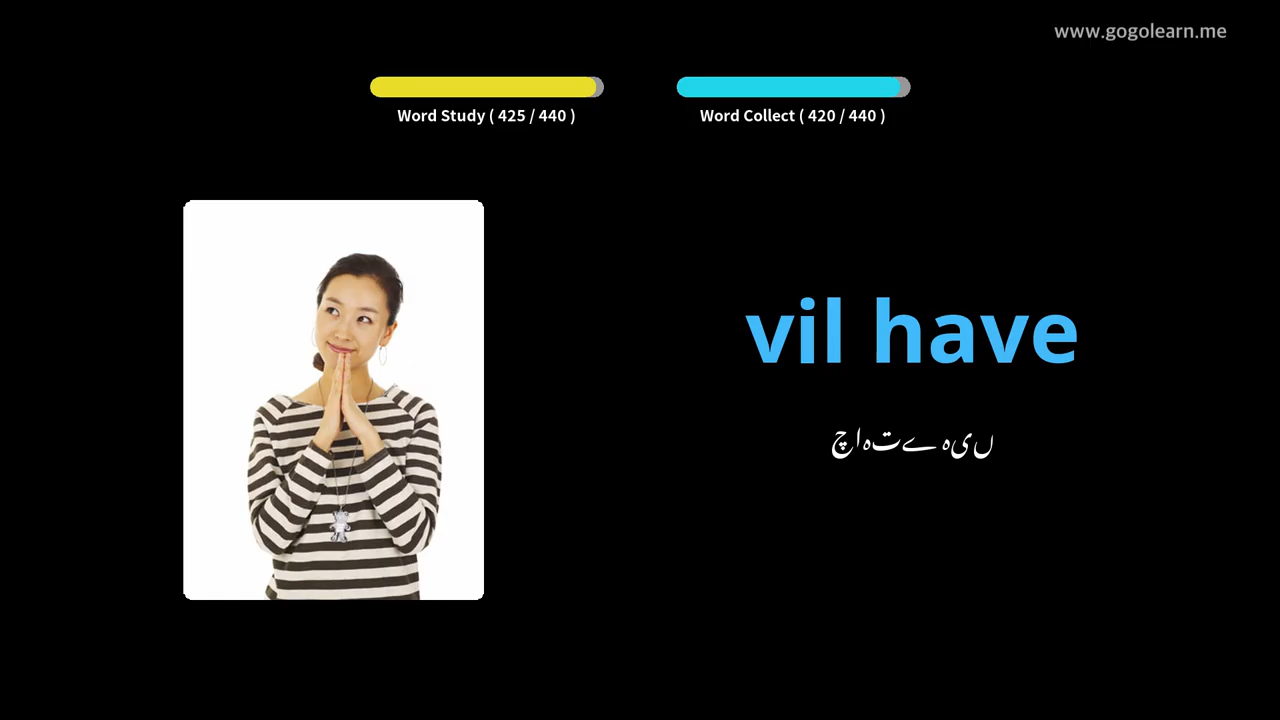 www.gogolearn.me
Word Study ( 425 / 440 )
Word Collect ( 420 / 440 )
vil have
چاہتے ہیں